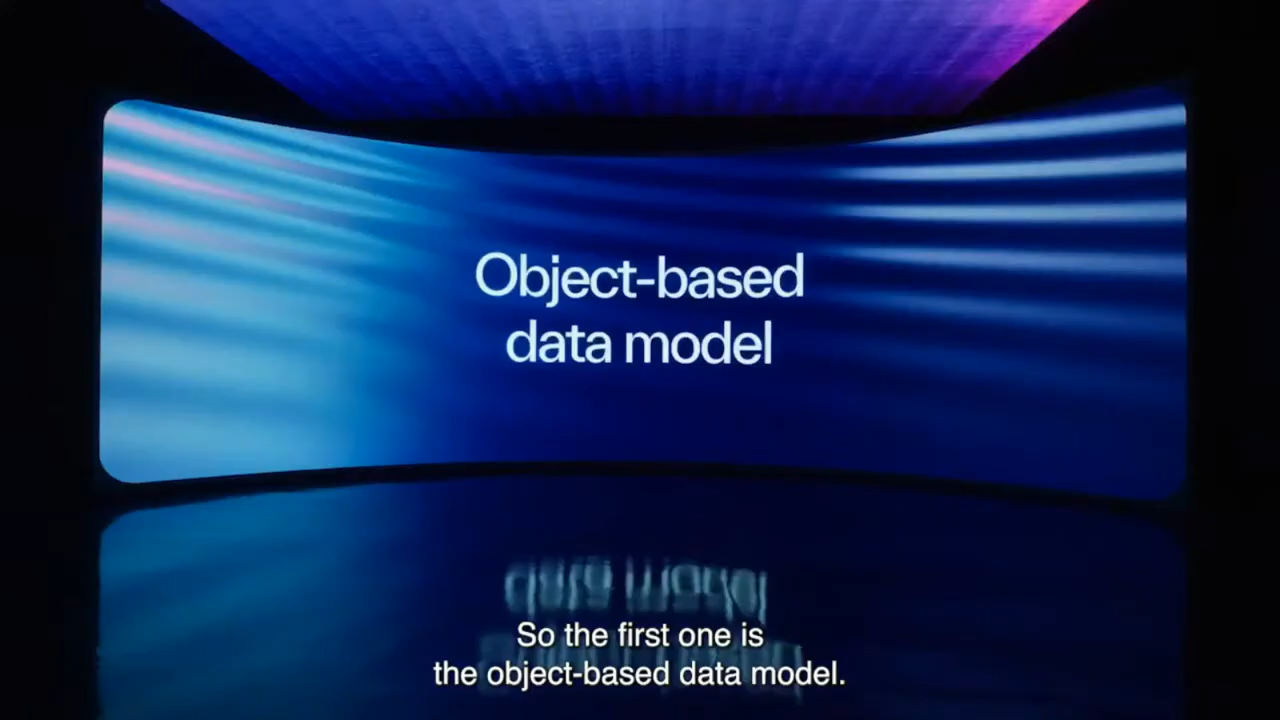 Object-based
data model
So the first one is
the object-based data model.